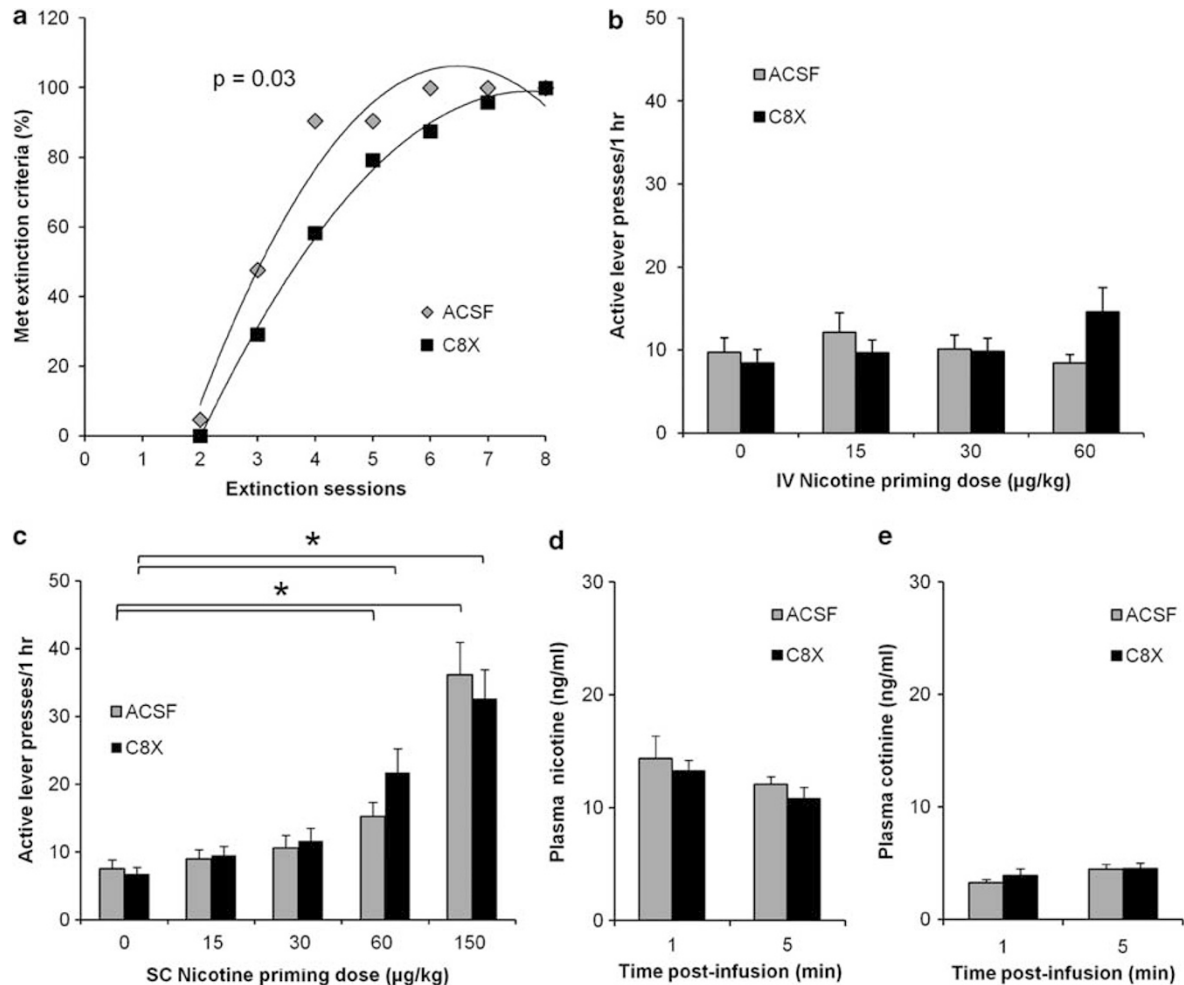 a
Met extinction criteria (%)
120
100
80
60
40
20
0
p = 0.03
ACSF
C8X
0 1 2 3 4 5 6 7 8
Extinction sessions
b
Active lever presses/1 hr
50
40
30
20
10
0
ACSF
C8X
0 15 30 60
IV Nicotine priming dose (µg/kg)
c
Active lever presses/1 hr
50
40
30
20
10
0
*
*
ACSF
C8X
0 15 30 60 150
SC Nicotine priming dose (µg/kg)
d
Plasma nicotine (ng/ml)
30
20
10
0
ACSF
C8X
1 5
Time post-infusion (min)
e
Plasma cotinine (ng/ml)
30
20
10
0
ACSF
C8X
1 5
Time post-infusion (min)